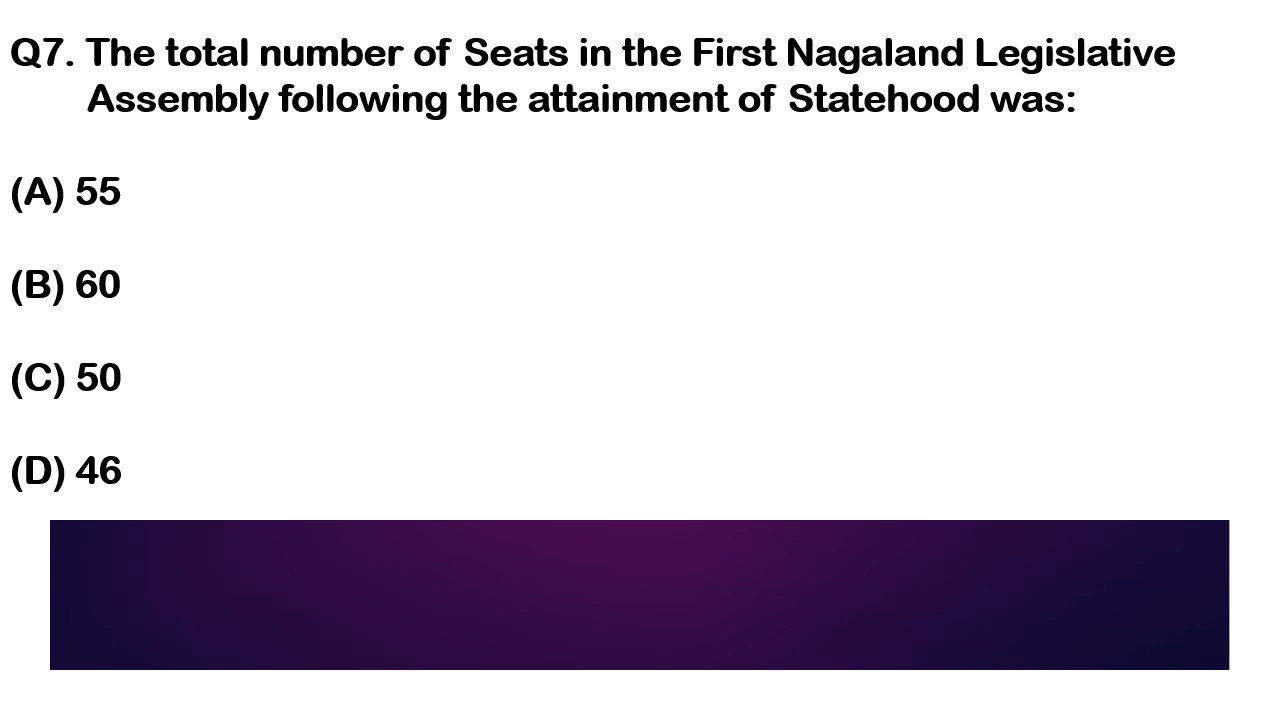 Q7. The total number of Seats in the First Nagaland Legislative
Assembly following the attainment of Statehood was:
(A) 55
(B) 60
(C) 50
(D) 46